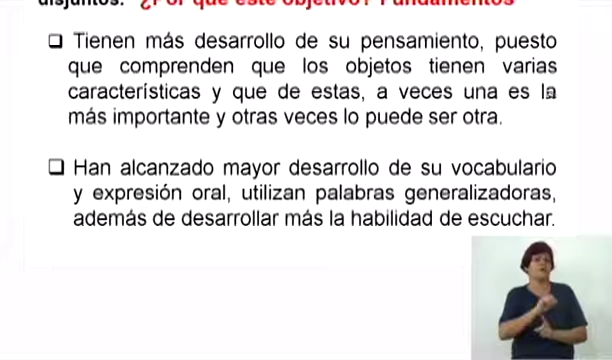 disjuntos. ¿Por qué este objetivo? Fundamentos
❑ Tienen más desarrollo de su pensamiento, puesto
que comprenden que los objetos tienen varias
características y que de estas, a veces una es la
más importante y otras veces lo puede ser otra.
❑ Han alcanzado mayor desarrollo de su vocabulario
y expresión oral, utilizan palabras generalizadoras,
además de desarrollar más la habilidad de escuchar.